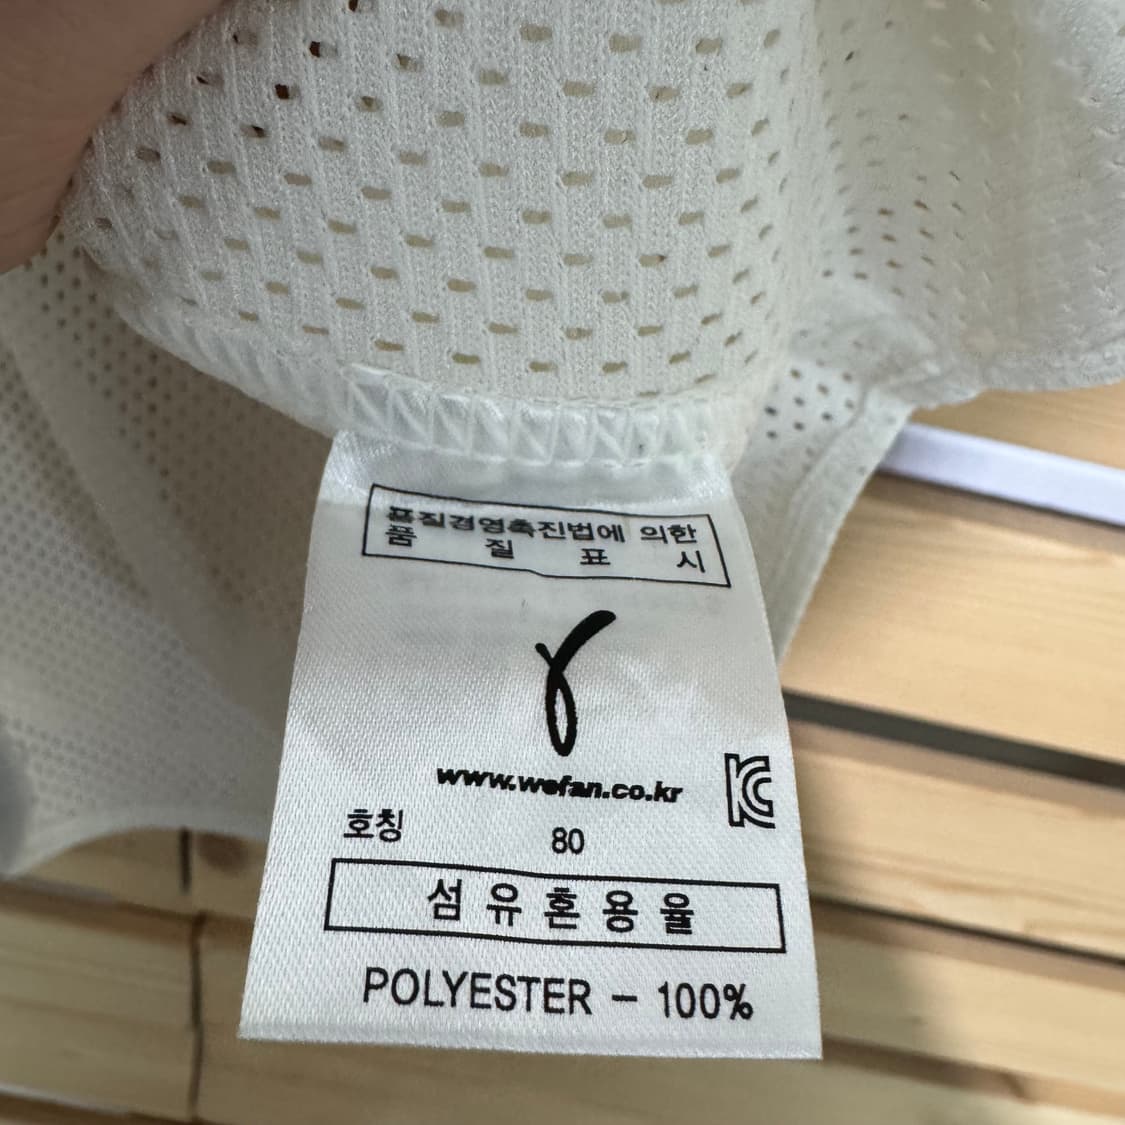 품질경영촉진법에 의한
품 질 표 시
www.wefan.co.kr
KC
호칭 80
섬유혼용율
POLYESTER - 100%